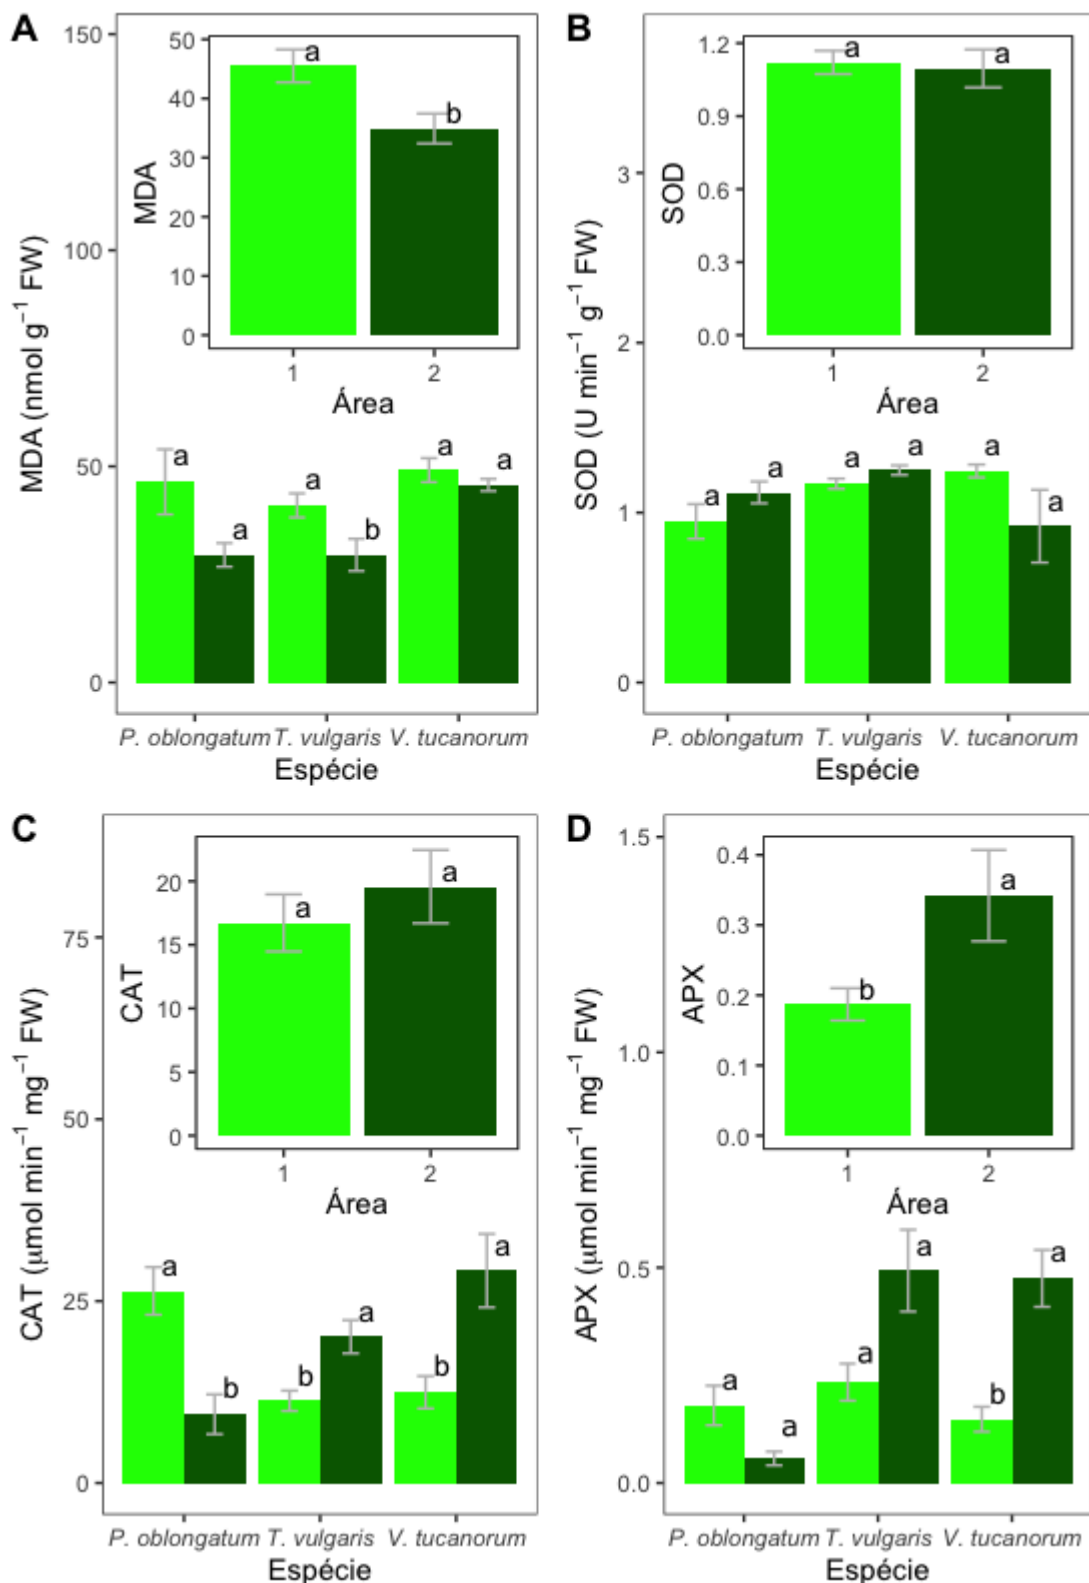 A
MDA (nmol g⁻¹ FW)
150
100
50
0
MDA
50
40
30
20
10
0
a
b
1
2
Área
a
a
a
b
a
a
P. oblongatum
T. vulgaris
V. tucanorum
Espécie
B
SOD (U min⁻¹ g⁻¹ FW)
3
2
1
0
SOD
1.2
0.9
0.6
0.3
0.0
a
a
1
2
Área
a
a
a
a
a
a
P. oblongatum
T. vulgaris
V. tucanorum
Espécie
C
CAT (μmol min⁻¹ mg⁻¹ FW)
75
50
25
0
CAT
20
15
10
5
0
a
a
1
2
Área
a
b
b
a
b
a
P. oblongatum
T. vulgaris
V. tucanorum
Espécie
D
APX (μmol min⁻¹ mg⁻¹ FW)
1.5
1.0
0.5
0.0
APX
0.4
0.3
0.2
0.1
0.0
b
a
1
2
Área
a
a
a
a
b
a
P. oblongatum
T. vulgaris
V. tucanorum
Espécie